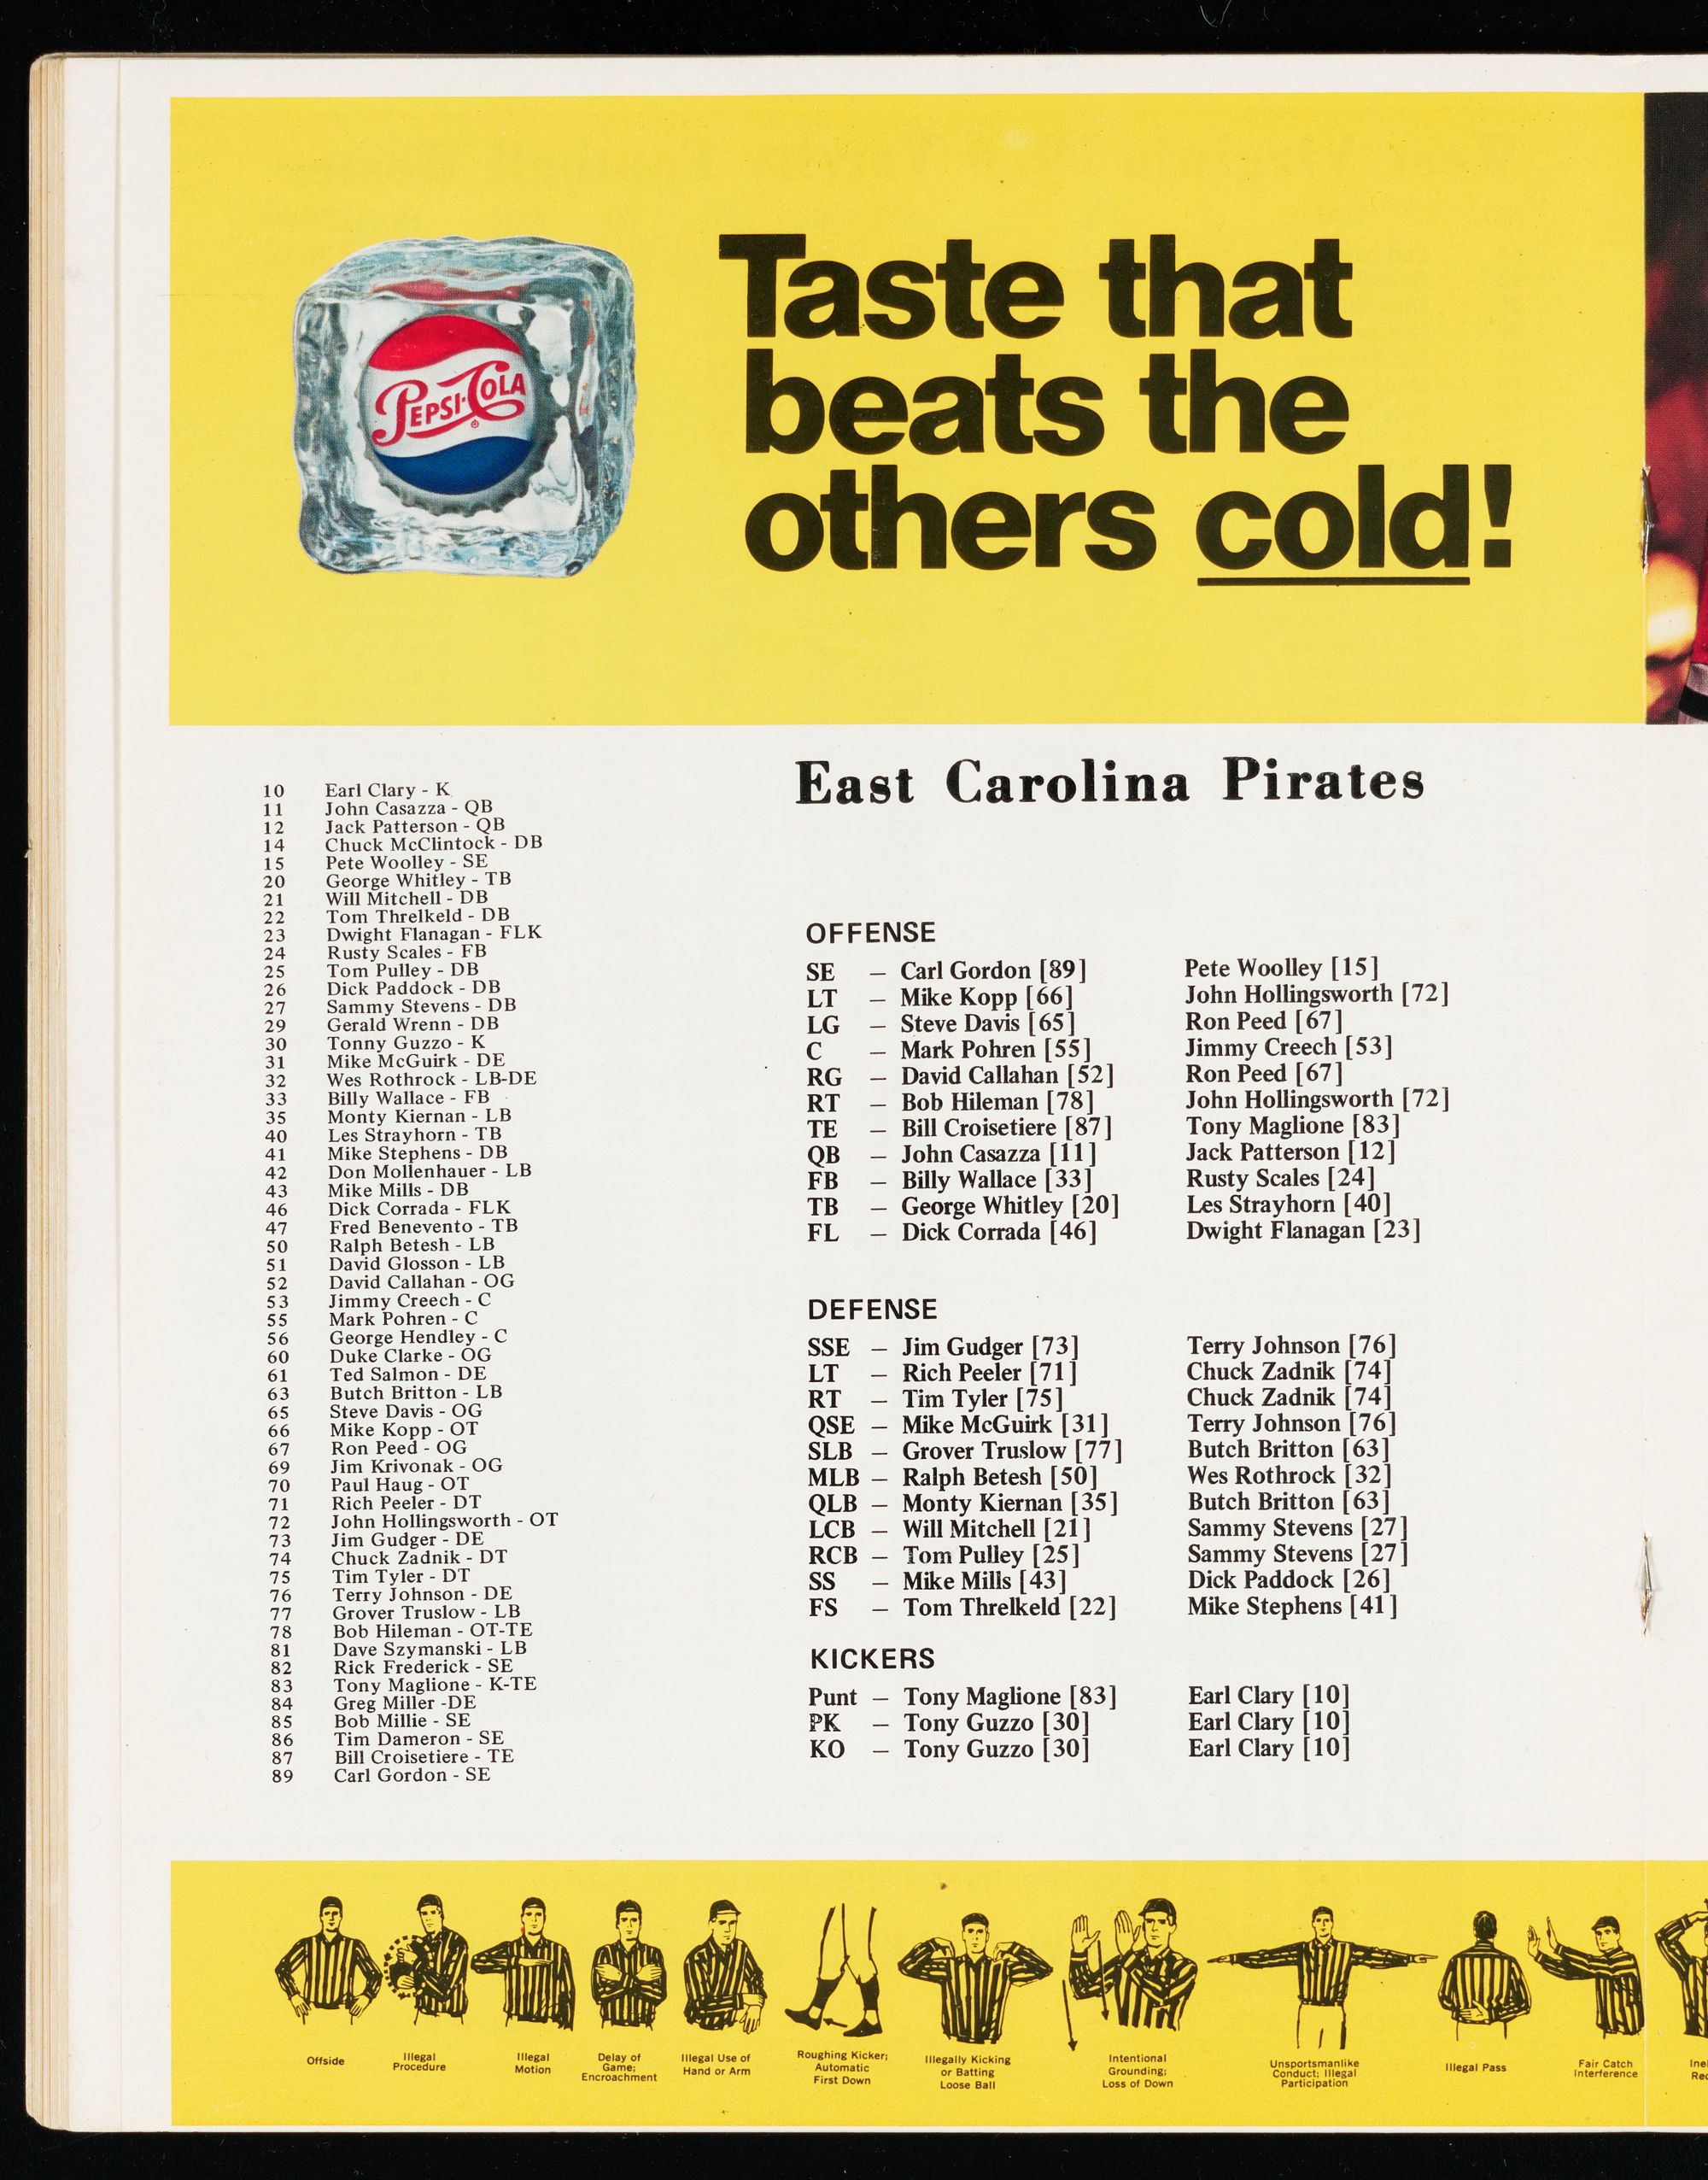 PEPSI-COLA
®
Taste that
beats the
others cold!
East Carolina Pirates
10 Earl Clary - K
11 John Casazza - QB
12 Jack Patterson - QB
14 Chuck McClintock - DB
15 Pete Woolley - SE
20 George Whitley - TB
21 Will Mitchell - DB
22 Tom Threlkeld - DB
23 Dwight Flanagan - FLK
24 Rusty Scales - FB
25 Tom Pulley - DB
26 Dick Paddock - DB
27 Sammy Stevens - DB
29 Gerald Wrenn - DB
30 Tonny Guzzo - K
31 Mike McGuirk - DE
32 Wes Rothrock - LB-DE
33 Billy Wallace - FB
35 Monty Kiernan - LB
40 Les Strayhorn - TB
41 Mike Stephens - DB
42 Don Mollenhauer - LB
43 Mike Mills - DB
46 Dick Corrada - FLK
47 Fred Benevento - TB
50 Ralph Betesh - LB
51 David Glosson - LB
52 David Callahan - OG
53 Jimmy Creech - C
55 Mark Pohren - C
56 George Hendley - C
60 Duke Clarke - OG
61 Ted Salmon - DE
63 Butch Britton - LB
65 Steve Davis - OG
66 Mike Kopp - OT
67 Ron Peed - OG
69 Jim Krivonak - OG
70 Paul Haug - OT
71 Rich Peeler - DT
72 John Hollingsworth - OT
73 Jim Gudger - DE
74 Chuck Zadnik - DT
75 Tim Tyler - DT
76 Terry Johnson - DE
77 Grover Truslow - LB
78 Bob Hileman - OT-TE
81 Dave Szymanski - LB
82 Rick Frederick - SE
83 Tony Maglione - K-TE
84 Greg Miller -DE
85 Bob Millie - SE
86 Tim Dameron - SE
87 Bill Croisetiere - TE
89 Carl Gordon - SE
OFFENSE
SE — Carl Gordon [89] Pete Woolley [15]
LT — Mike Kopp [66] John Hollingsworth [72]
LG — Steve Davis [65] Ron Peed [67]
C — Mark Pohren [55] Jimmy Creech [53]
RG — David Callahan [52] Ron Peed [67]
RT — Bob Hileman [78] John Hollingsworth [72]
TE — Bill Croisetiere [87] Tony Maglione [83]
QB — John Casazza [11] Jack Patterson [12]
FB — Billy Wallace [33] Rusty Scales [24]
TB — George Whitley [20] Les Strayhorn [40]
FL — Dick Corrada [46] Dwight Flanagan [23]
DEFENSE
SSE — Jim Gudger [73] Terry Johnson [76]
LT — Rich Peeler [71] Chuck Zadnik [74]
RT — Tim Tyler [75] Chuck Zadnik [74]
QSE — Mike McGuirk [31] Terry Johnson [76]
SLB — Grover Truslow [77] Butch Britton [63]
MLB — Ralph Betesh [50] Wes Rothrock [32]
QLB — Monty Kiernan [35] Butch Britton [63]
LCB — Will Mitchell [21] Sammy Stevens [27]
RCB — Tom Pulley [25] Sammy Stevens [27]
SS — Mike Mills [43] Dick Paddock [26]
FS — Tom Threlkeld [22] Mike Stephens [41]
KICKERS
Punt — Tony Maglione [83] Earl Clary [10]
PK — Tony Guzzo [30] Earl Clary [10]
KO — Tony Guzzo [30] Earl Clary [10]
Offside
Illegal
Procedure
Illegal
Motion
Delay of
Game;
Encroachment
Illegal Use of
Hand or Arm
Roughing Kicker;
Automatic
First Down
Illegally Kicking
or Batting
Loose Ball
Intentional
Grounding;
Loss of Down
Unsportsmanlike
Conduct; Illegal
Participation
Illegal Pass
Fair Catch
Interference